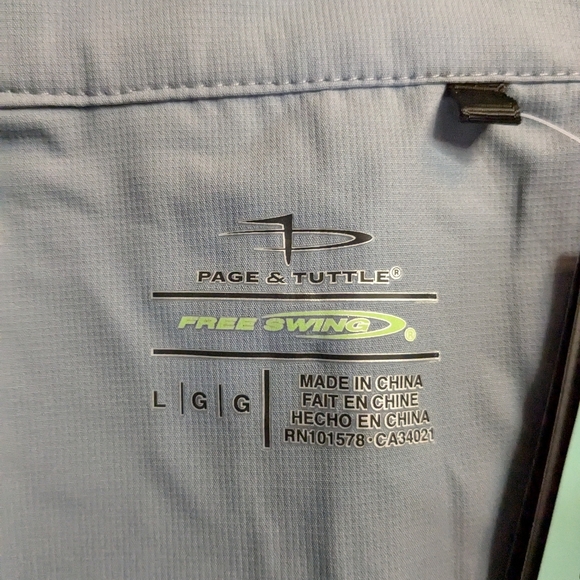 PAGE & TUTTLE®
FREE SWING®
L | G | G
MADE IN CHINA
FAIT EN CHINE
HECHO EN CHINA
RN101578·CA34021